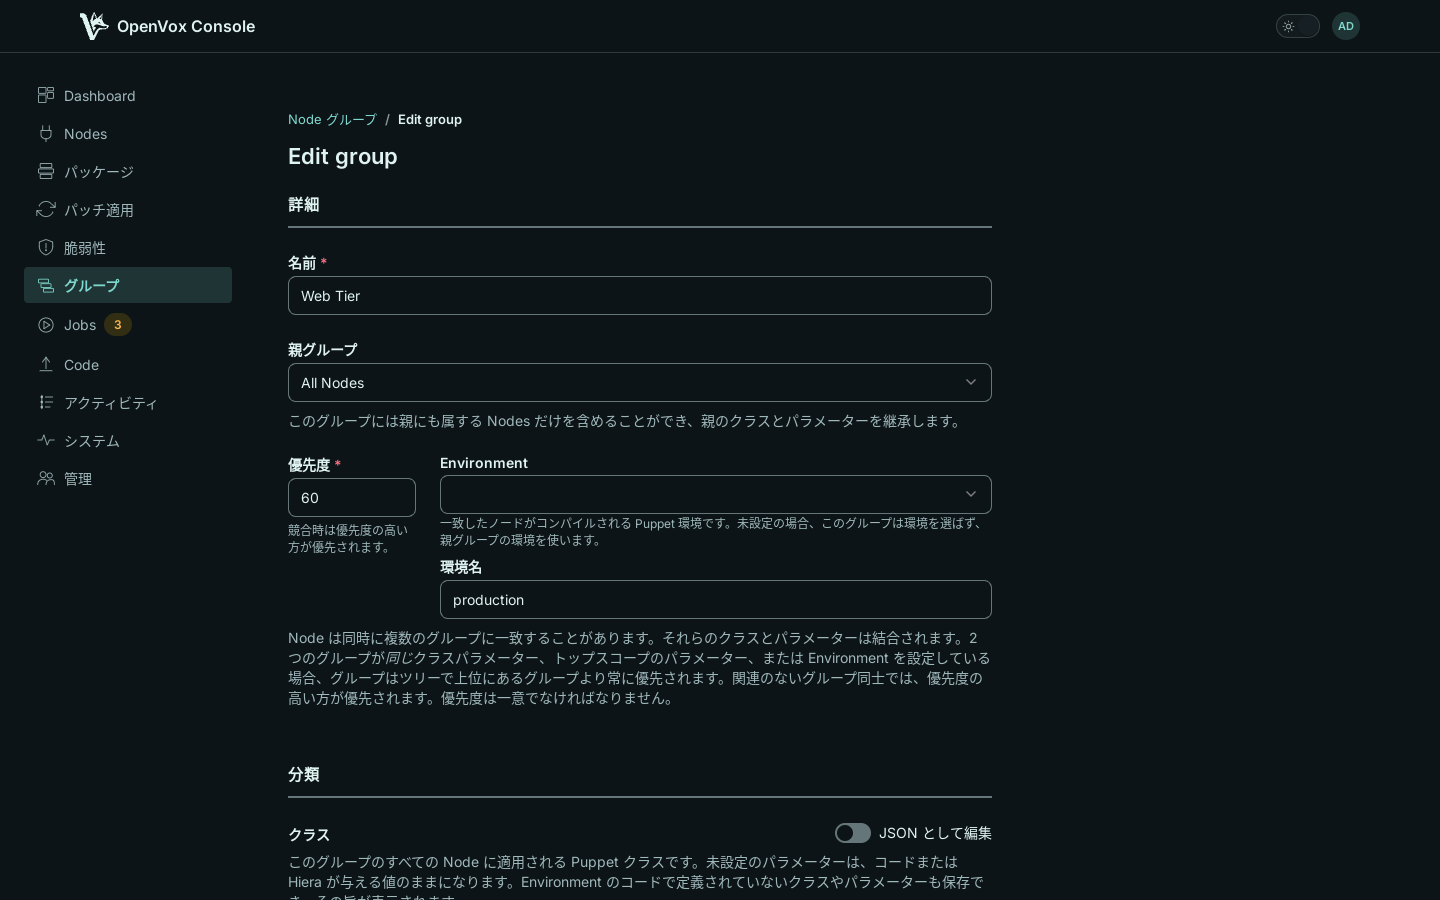 OpenVox Console
AD
Dashboard
Nodes
パッケージ
パッチ適用
脆弱性
グループ
Jobs 3
Code
アクティビティ
システム
管理
Node グループ / Edit group
Edit group
詳細
名前 *
Web Tier
親グループ
All Nodes
このグループには親にも属する Nodes だけを含めることができ、親のクラスとパラメーターを継承します。
優先度 *
60
競合時は優先度の高い
方が優先されます。
Environment
一致したノードがコンパイルされる Puppet 環境です。未設定の場合、このグループは環境を選ばず、
親グループの環境を使います。
環境名
production
Node は同時に複数のグループに一致することがあります。それらのクラスとパラメーターは結合されます。2
つのグループが同じクラスパラメーター、トップスコープのパラメーター、または Environment を設定している
場合、グループはツリーで上位にあるグループより常に優先されます。関連のないグループ同士では、優先度の
高い方が優先されます。優先度は一意でなければなりません。
分類
クラス
JSON として編集
このグループのすべての Node に適用される Puppet クラスです。未設定のパラメーターは、コードまたは
Hiera が与える値のままになります。Environment のコードで定義されていないクラスやパラメーターも保存で